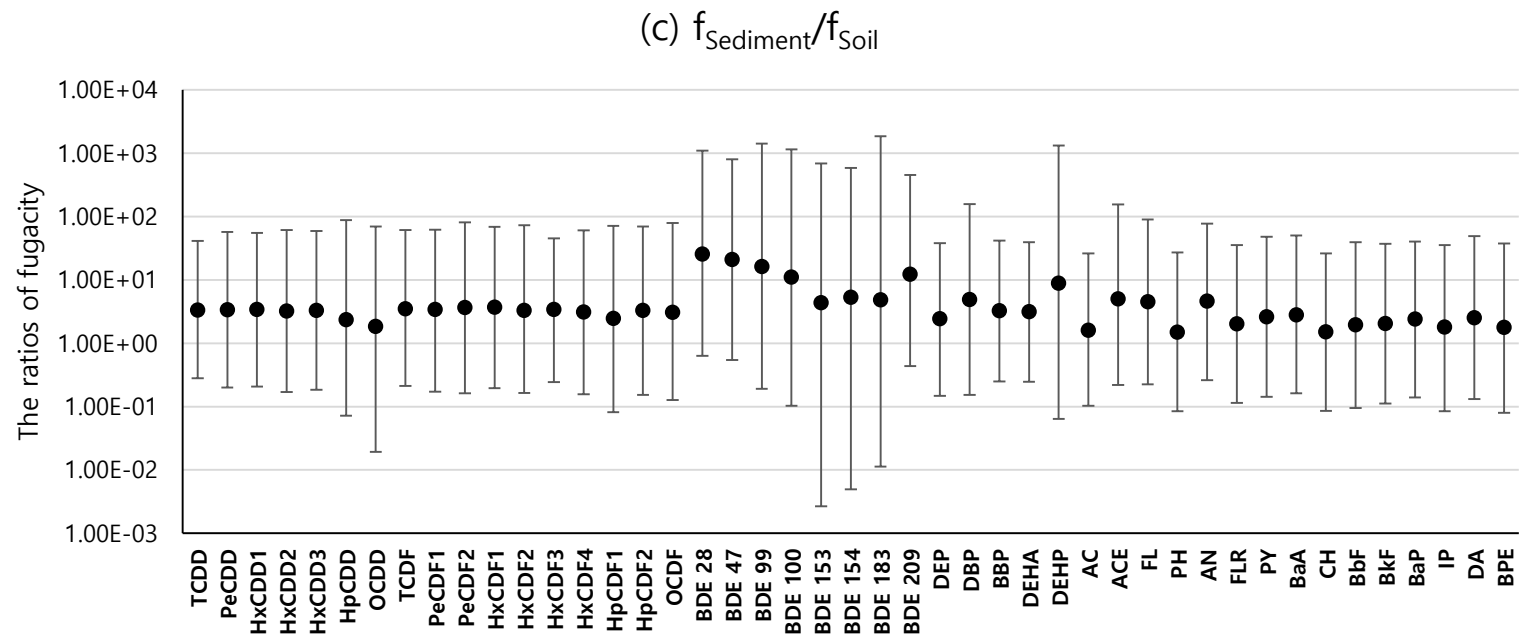 (c) fSediment/fSoil
The ratios of fugacity
1.00E+04
1.00E+03
1.00E+02
1.00E+01
1.00E+00
1.00E-01
1.00E-02
1.00E-03
TCDD
PeCDD
HxCDD1
HxCDD2
HxCDD3
HpCDD
OCDD
TCDF
PeCDF1
PeCDF2
HxCDF1
HxCDF2
HxCDF3
HxCDF4
HpCDF1
HpCDF2
OCDF
BDE 28
BDE 47
BDE 99
BDE 100
BDE 153
BDE 154
BDE 183
BDE 209
DEP
DBP
BBP
DEHA
DEHP
AC
ACE
FL
PH
AN
FLR
PY
BaA
CH
BbF
BkF
BaP
IP
DA
BPE